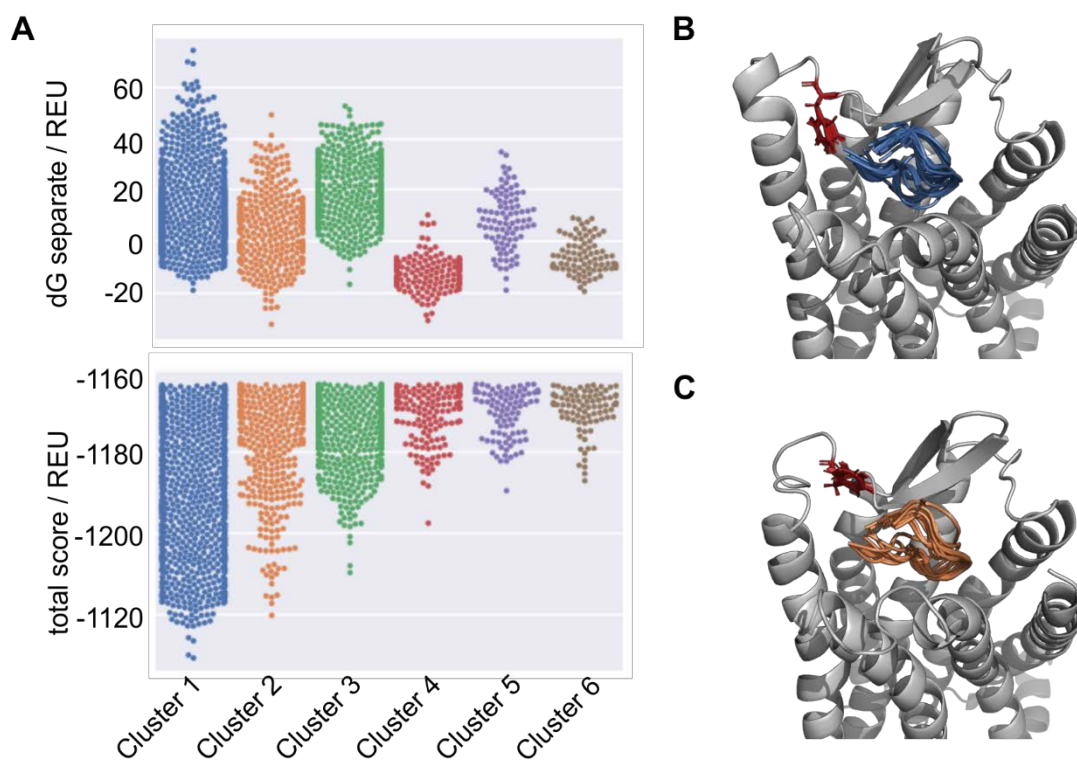 A
B
dG separate / REU
60
40
20
0
-20
total score / REU
-1160
-1180
-1200
-1120
C
Cluster 1
Cluster 2
Cluster 3
Cluster 4
Cluster 5
Cluster 6